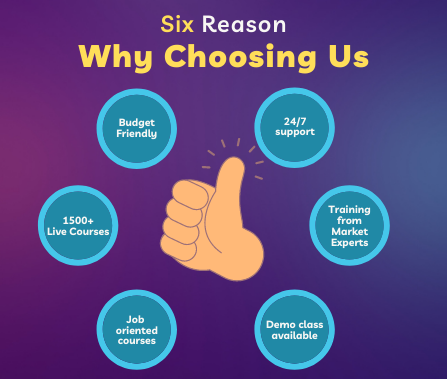 Six Reason
Why Choosing Us
Budget
Friendly
24/7
support
1500+
Live Courses
Training
from
Market
Experts
Job
oriented
courses
Demo class
available